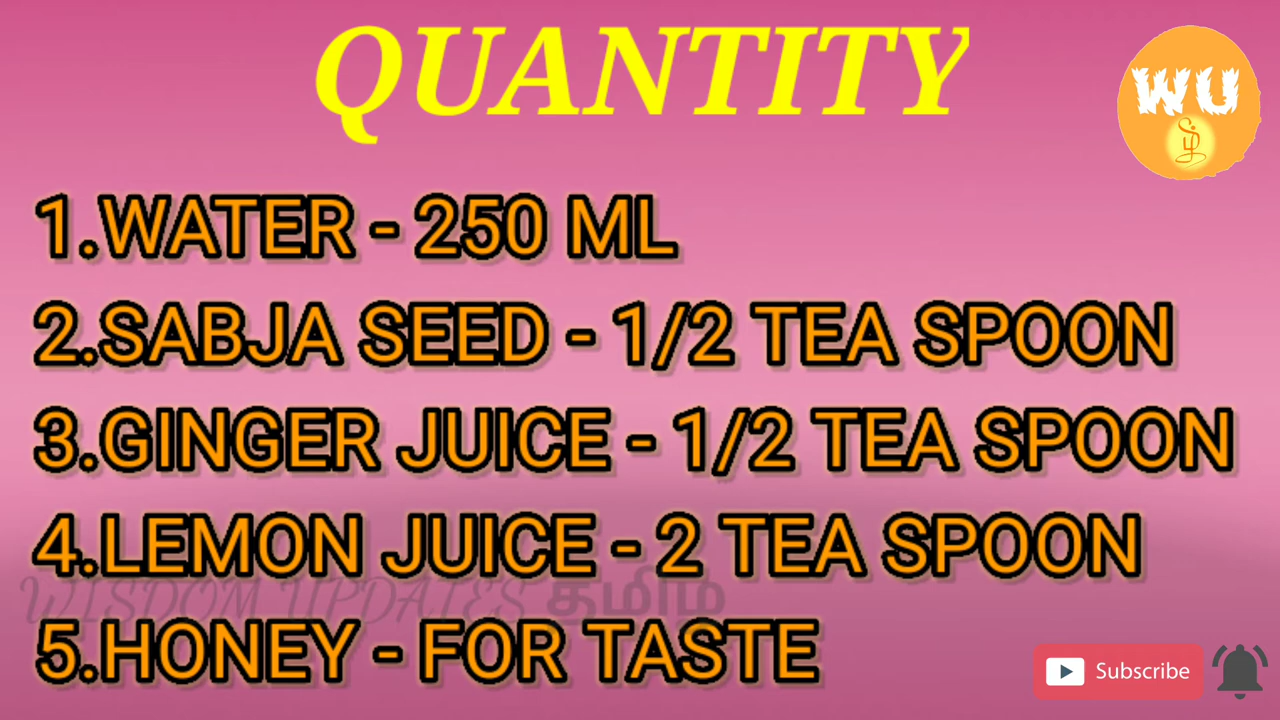 QUANTITY
WU
ழ
1.WATER - 250 ML
2.SABJA SEED - 1/2 TEA SPOON
3.GINGER JUICE - 1/2 TEA SPOON
4.LEMON JUICE - 2 TEA SPOON
WISDOM UPDATES தமிழ்
5.HONEY - FOR TASTE
Subscribe